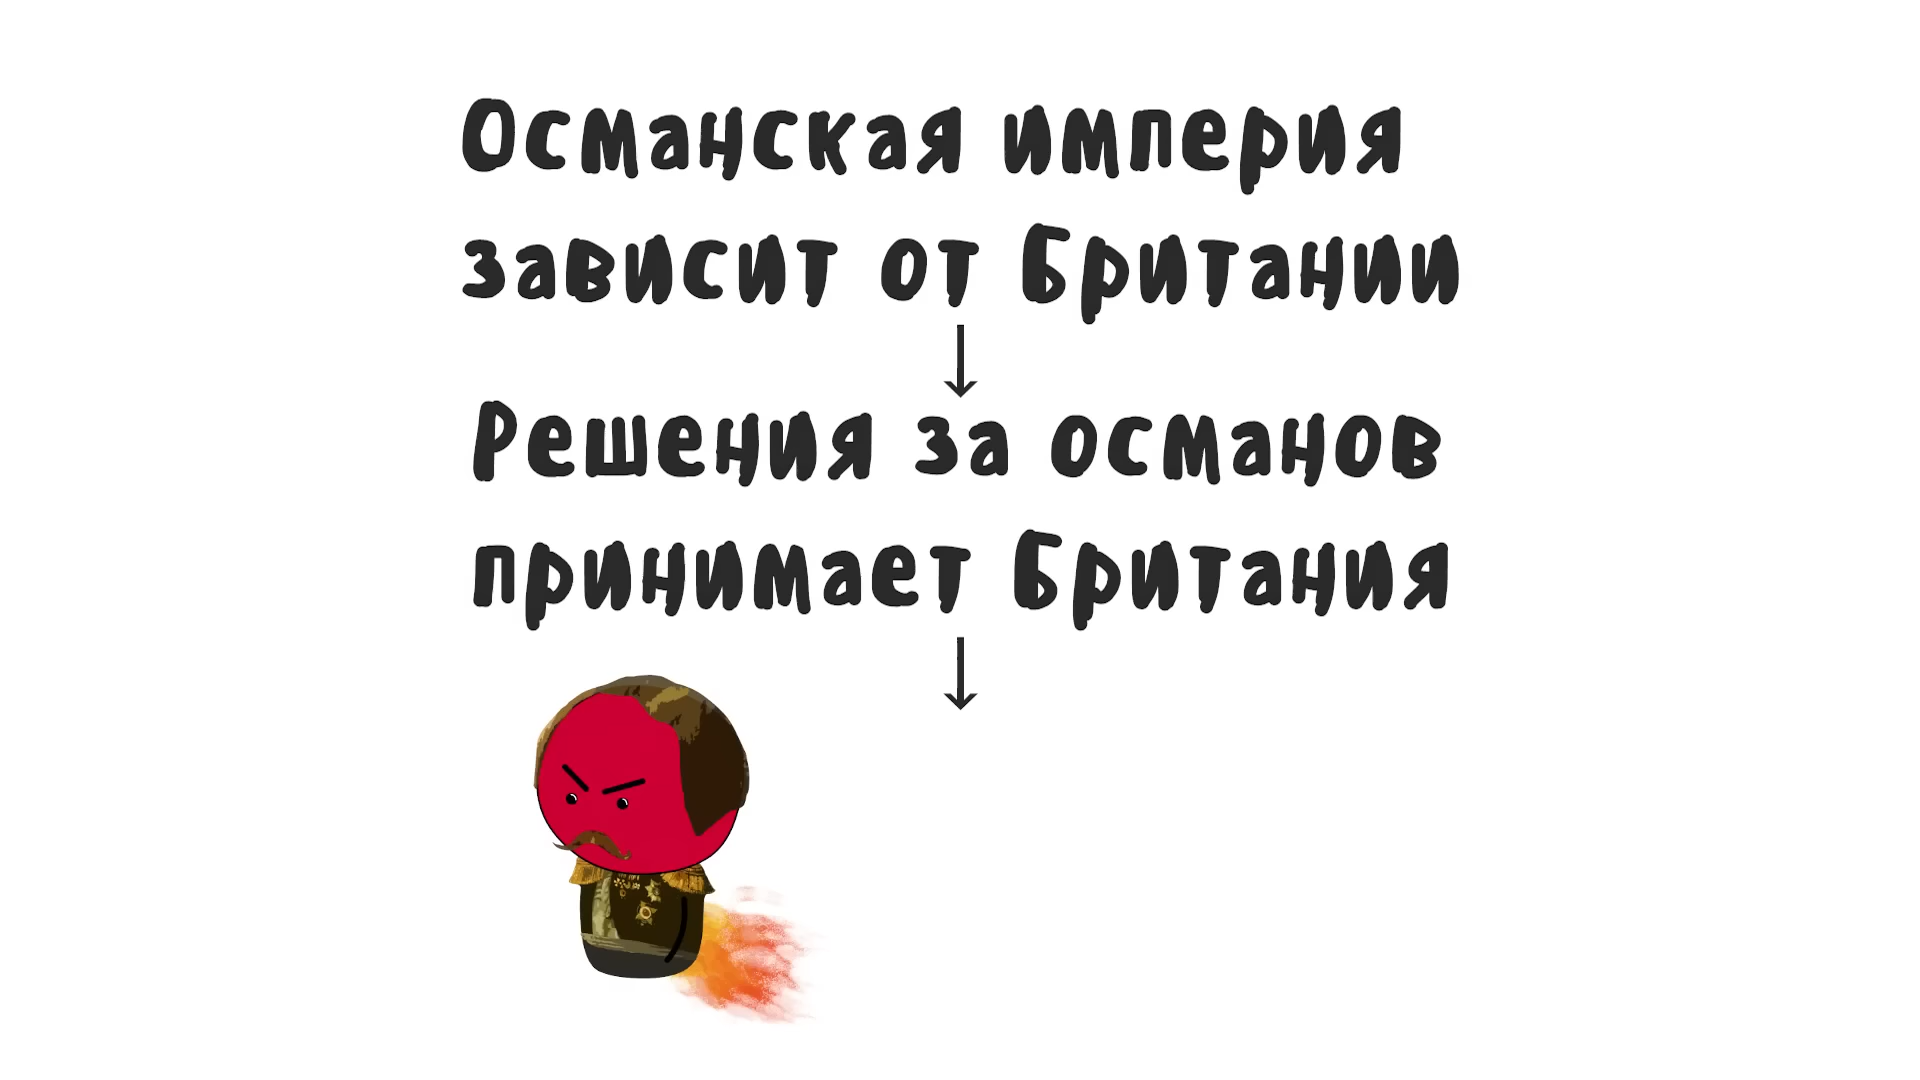 Османская империя
зависит от Британии
Решения за османов
принимает Британия